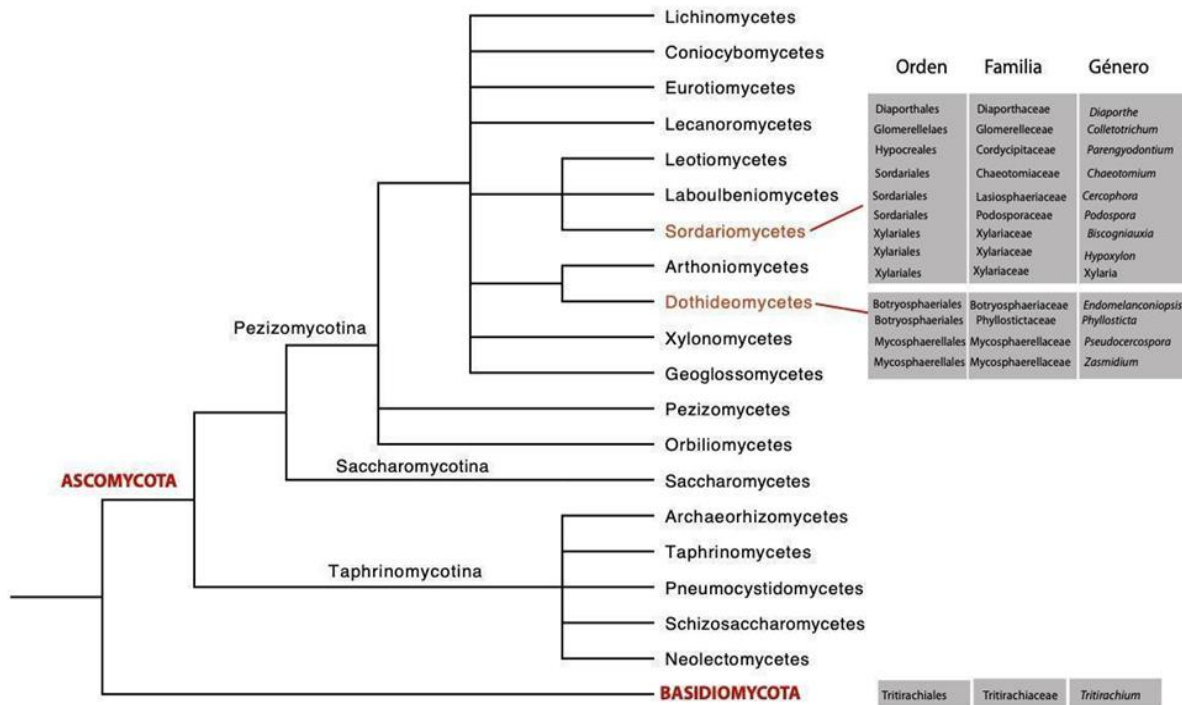 Lichinomycetes
Coniocybomycetes
Eurotiomycetes
Lecanoromycetes
Leotiomycetes
Laboulbeniomycetes
Sordariomycetes
Arthoniomycetes
Dothideomycetes
Xylonomycetes
Geoglossomycetes
Pezizomycetes
Orbiliomycetes
Saccharomycetes
Archaeorhizomycetes
Taphrinomycetes
Pneumocystidomycetes
Schizosaccharomycetes
Neolectomycetes
BASIDIOMYCOTA
Pezizomycotina
Saccharomycotina
ASCOMYCOTA
Taphrinomycotina
Orden Familia Género
Diaporthales Diaporthaceae Diaporthe
Glomerellelaes Glomerelleceae Colletotrichum
Hypocreales Cordycipitaceae Parengyodontium
Sordariales Chaeotomiaceae Chaeotomium
Sordariales Lasiosphaeriaceae Cercophora
Sordariales Podosporaceae Podospora
Xylariales Xylariaceae Biscogniauxia
Xylariales Xylariaceae Hypoxylon
Xylariales Xylariaceae Xylaria
Botryosphaeriales Botryosphaeriaceae Endomelanconiopsis
Botryosphaeriales Phyllostictaceae Phyllosticta
Mycosphaerellales Mycosphaerellaceae Pseudocercospora
Mycosphaerellales Mycosphaerellaceae Zasmidium
Tritirachiales Tritirachiaceae Tritirachium